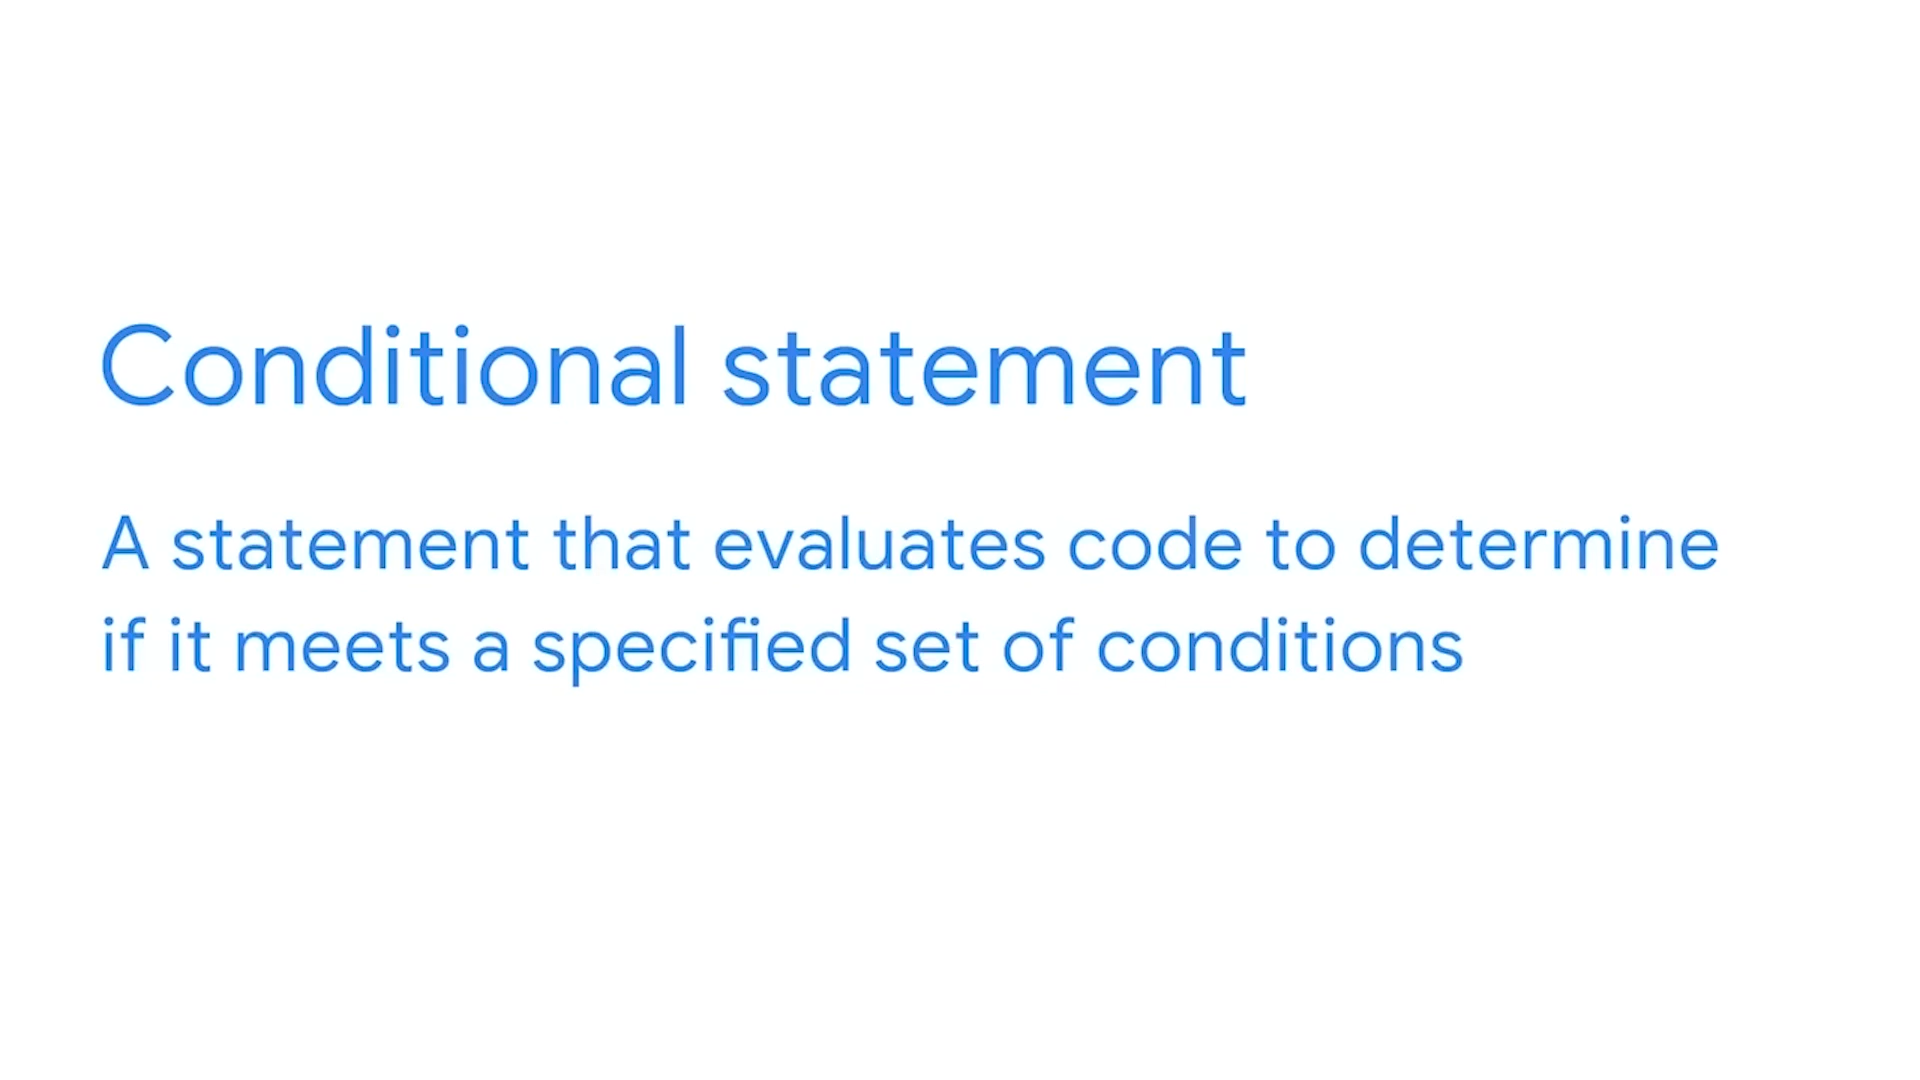 Conditional statement
A statement that evaluates code to determine
if it meets a specified set of conditions